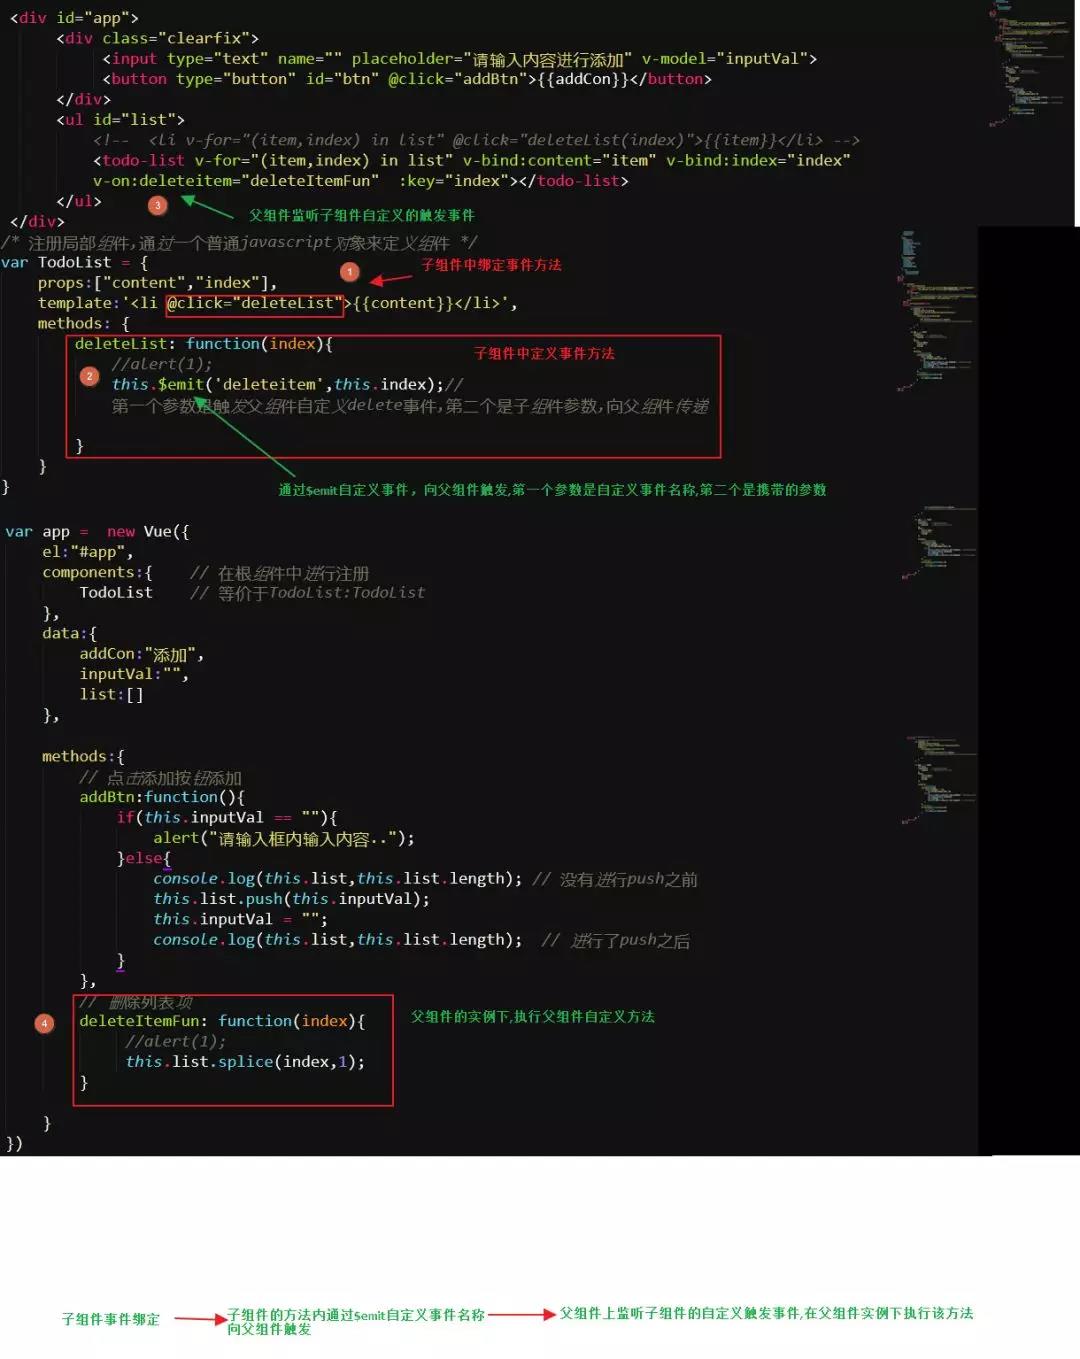 <div id="app">
<div class="clearfix">
<input type="text" name="" placeholder="请输入内容进行添加" v-model="inputVal">
<button type="button" id="btn" @click="addBtn">{{addCon}}</button>
</div>
<ul id="list">
<!-- <li v-for="(item,index) in list" @click="deleteList(index)">{{item}}</li> -->
<todo-list v-for="(item,index) in list" v-bind:content="item" v-bind:index="index"
v-on:deleteitem="deleteItemFun" :key="index"></todo-list>
</ul>
3
父组件监听子组件自定义的触发事件
</div>
/* 注册局部组件,通过一个普通javascript对象来定义组件 */
var TodoList = {
1
子组件中绑定事件方法
props:["content","index"],
template:'<li @click="deleteList">{{content}}</li>',
methods: {
deleteList: function(index){
子组件中定义事件方法
//alert(1);
2
this.$emit('deleteitem',this.index);//
第一个参数是触发父组件自定义delete事件,第二个是子组件参数,向父组件传递
}
}
}
通过$emit自定义事件，向父组件触发,第一个参数是自定义事件名称,第二个是携带的参数
var app = new Vue({
el:"#app",
components:{ // 在根组件中进行注册
TodoList // 等价于TodoList:TodoList
},
data:{
addCon:"添加",
inputVal:"",
list:[]
},
methods:{
// 点击添加按钮添加
addBtn:function(){
if(this.inputVal == ""){
alert("请输入框内输入内容..");
}else{
console.log(this.list,this.list.length); // 没有进行push之前
this.list.push(this.inputVal);
this.inputVal = "";
console.log(this.list,this.list.length); // 进行了push之后
}
},
// 删除列表项
4
deleteItemFun: function(index){
父组件的实例下,执行父组件自定义方法
//alert(1);
this.list.splice(index,1);
}
}
})
子组件事件绑定
子组件的方法内通过$emit自定义事件名称
向父组件触发
父组件上监听子组件的自定义触发事件,在父组件实例下执行该方法